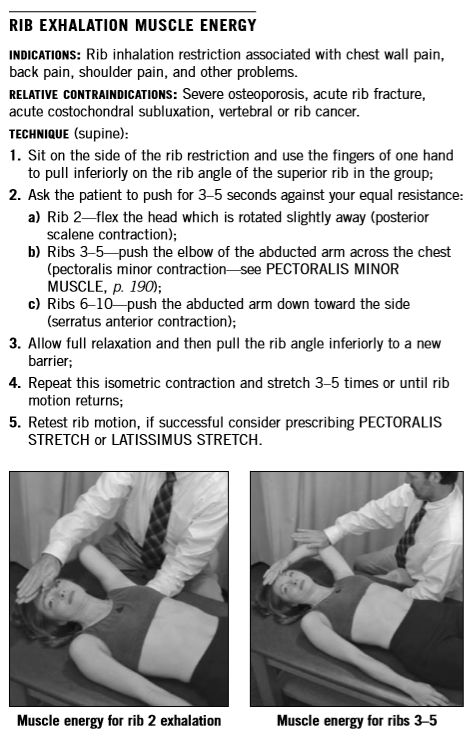 RIB EXHALATION MUSCLE ENERGY
INDICATIONS: Rib inhalation restriction associated with chest wall pain,
back pain, shoulder pain, and other problems.
RELATIVE CONTRAINDICATIONS: Severe osteoporosis, acute rib fracture,
acute costochondral subluxation, vertebral or rib cancer.
TECHNIQUE (supine):
1. Sit on the side of the rib restriction and use the fingers of one hand
to pull inferiorly on the rib angle of the superior rib in the group;
2. Ask the patient to push for 3–5 seconds against your equal resistance:
a) Rib 2—flex the head which is rotated slightly away (posterior
scalene contraction);
b) Ribs 3–5—push the elbow of the abducted arm across the chest
(pectoralis minor contraction—see PECTORALIS MINOR
MUSCLE, p. 190);
c) Ribs 6–10—push the abducted arm down toward the side
(serratus anterior contraction);
3. Allow full relaxation and then pull the rib angle inferiorly to a new
barrier;
4. Repeat this isometric contraction and stretch 3–5 times or until rib
motion returns;
5. Retest rib motion, if successful consider prescribing PECTORALIS
STRETCH or LATISSIMUS STRETCH.
Muscle energy for rib 2 exhalation
Muscle energy for ribs 3–5